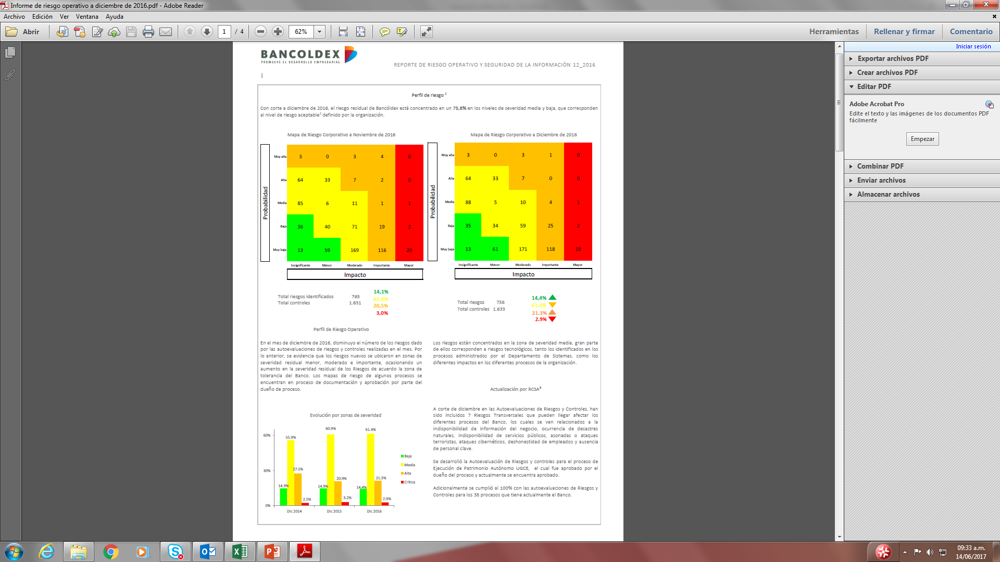 Informe de riesgo operativo a diciembre de 2016.pdf - Adobe Reader
Archivo Edición Ver Ventana Ayuda
Abrir
1 / 4
62%
Herramientas Rellenar y firmar Comentario
Iniciar sesión
Exportar archivos PDF
Crear archivos PDF
Editar PDF
Adobe Acrobat Pro
Edite el texto y las imágenes de los documentos PDF
fácilmente
Empezar
Combinar PDF
Enviar archivos
Almacenar archivos
BANCOLDEX
PROMUEVE EL DESARROLLO EMPRESARIAL
REPORTE DE RIESGO OPERATIVO Y SEGURIDAD DE LA INFORMACIÓN 12_2016
Perfil de riesgo 1
Con corte a diciembre de 2016, el riesgo residual de Bancóldex está concentrado en un 75,8% en los niveles de severidad media y baja, que corresponden
al nivel de riesgo aceptable2 definido por la organización.
Mapa de Riesgo Corporativo a Noviembre de 2016
Probabilidad
Muy alta 3 0 3 4 0
Alta 64 33 7 2 0
Media 85 6 11 1 1
Baja 36 40 71 19 2
Muy baja 13 59 169 116 20
Insignificante Menor Moderado Importante Mayor
Impacto
Total riesgos identificados 765
Total controles 1.631
14,1%
62,4%
20,5%
3,0%
Mapa de Riesgo Corporativo a Diciembre de 2016
Probabilidad
Muy alta 3 0 3 1 0
Alta 64 33 7 0 0
Media 88 5 10 4 1
Baja 35 34 59 25 2
Muy baja 13 61 171 118 19
Insignificante Menor Moderado Importante Mayor
Impacto
Total riesgos 756
Total controles 1.633
14,4%
61,4%
21.3%
2.9%
Perfil de Riesgo Operativo
En el mes de diciembre de 2016, disminuyo el número de los riesgos dado
por las autoevaluaciones de riesgos y controles realizadas en el mes. Por
lo anterior, se evidencia que los riesgos nuevos se ubicaron en zonas de
severidad residual menor, moderado e importante, ocasionando un
aumento en la severidad residual de los Riesgos de acuerdo la zona de
tolerancia del Banco. Los mapas de riesgo de algunos procesos se
encuentran en proceso de documentación y aprobación por parte del
dueño de proceso.
Evolución por zonas de severidad
60%
30%
0%
14.9% 55.9% 27.5% 2.5%
14.9% 60.9% 20.9% 3.2%
14.4% 61.4% 21.3% 2.9%
Dic 2014 Dic 2015 Dic 2016
Baja
Media
Alta
Crítica
Los riesgos están concentrados en la zona de severidad media, gran parte
de ellos corresponden a riesgos tecnológicos, tanto los identificados en los
procesos administrados por el Departamento de Sistemas, como los
diferentes impactos en los diferentes procesos de la organización.
Actualización por RCSA3
A corte de diciembre en las Autoevaluaciones de Riesgos y Controles, han
sido incluidos 7 Riesgos Transversales que pueden llegar afectar los
diferentes procesos del Banco, los cuales se ven relacionados a la
indisponibilidad de información del negocio, ocurrencia de desastres
naturales, indisponibilidad de servicios públicos, asonadas o ataques
terroristas, ataques cibernéticos, deshonestidad de empleados y ausencia
de personal clave.
Se desarrolló la Autoevaluación de Riesgos y controles para el proceso de
Ejecución de Patrimonio Autónomo UGCE, el cual fue aprobado por el
dueño del proceso y actualmente se encuentra aprobado.
Adicionalmente se cumplió al 100% con las autoevaluaciones de Riesgos y
Controles para los 38 procesos que tiene actualmente el Banco.
09:33 a.m.
14/06/2017